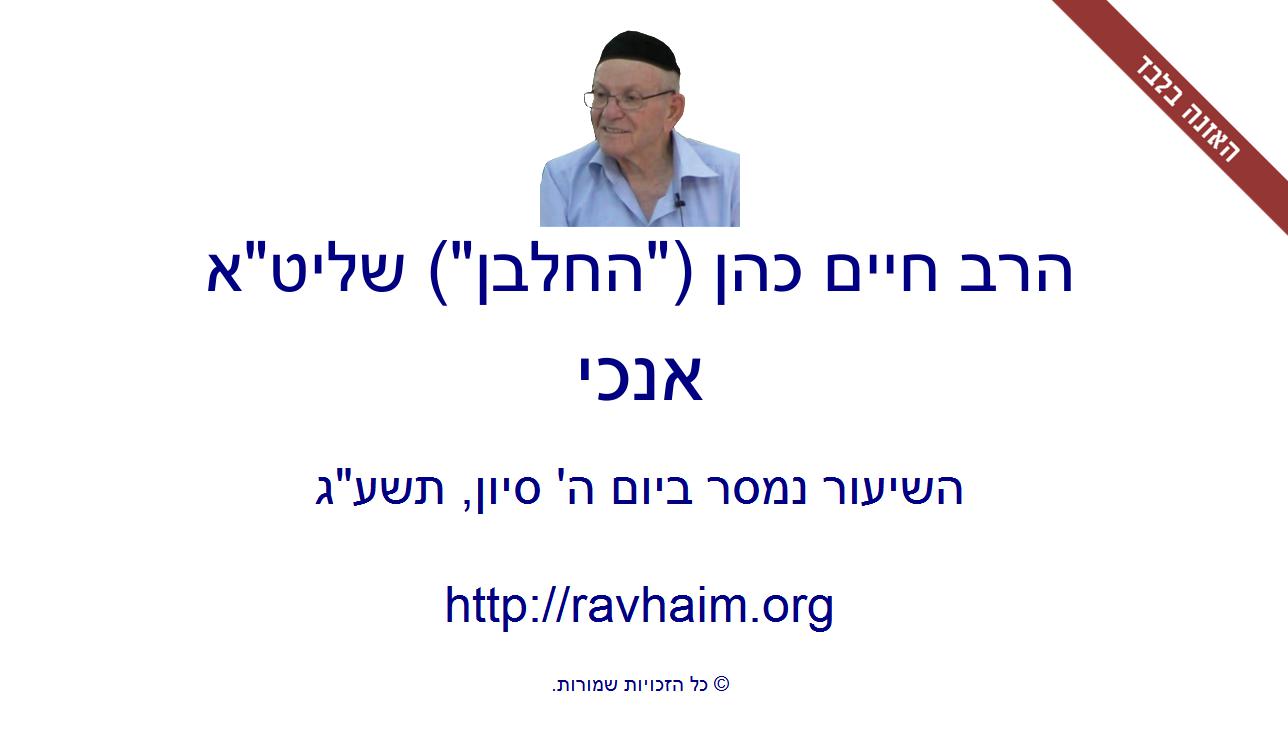 האזנה בלבד
הרב חיים כהן ("החלבן") שליט"א
אנכי
השיעור נמסר ביום ה' סיון, תשע"ג
http://ravhaim.org
© כל הזכויות שמורות.